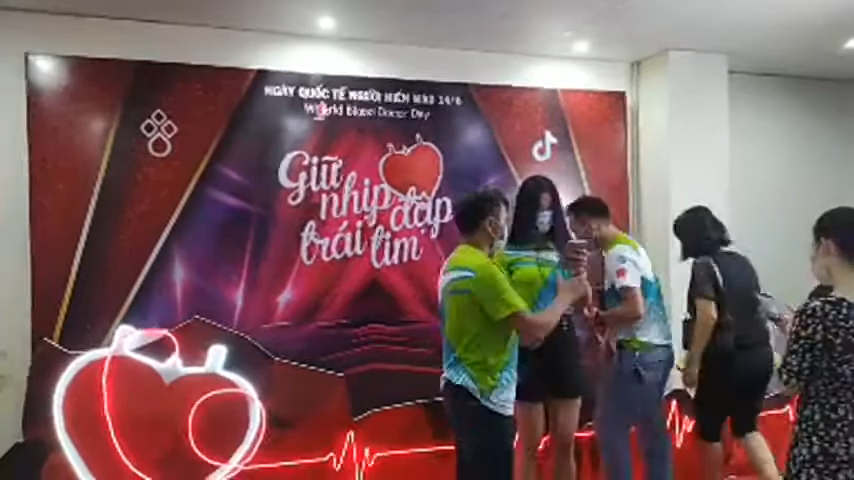 NGÀY QUỐC TẾ NGƯỜI HIẾN MÁU 14/6
World Blood Donor Day
Giữ
nhịp đập
trái tim